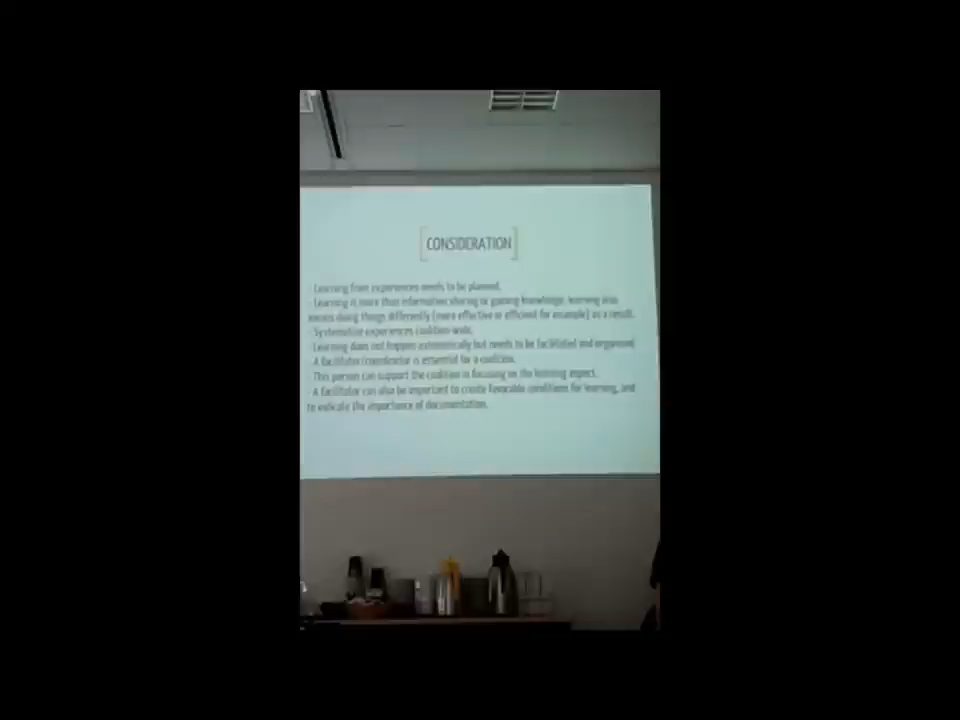 CONSIDERATION
- Learning from experiences needs to be planned.
- Learning is more than information sharing or gaining knowledge, learning also
means doing things differently (more effective or efficient for example) as a result.
- Systematise experiences coalition-wide.
- Learning does not happen automatically but needs to be facilitated and organised
- A facilitator/coordinator is essential for a coalition.
- This person can support the coalition in focusing on the learning aspect.
- A facilitator can also be important to create favorable conditions for learning, and
to indicate the importance of documentation.